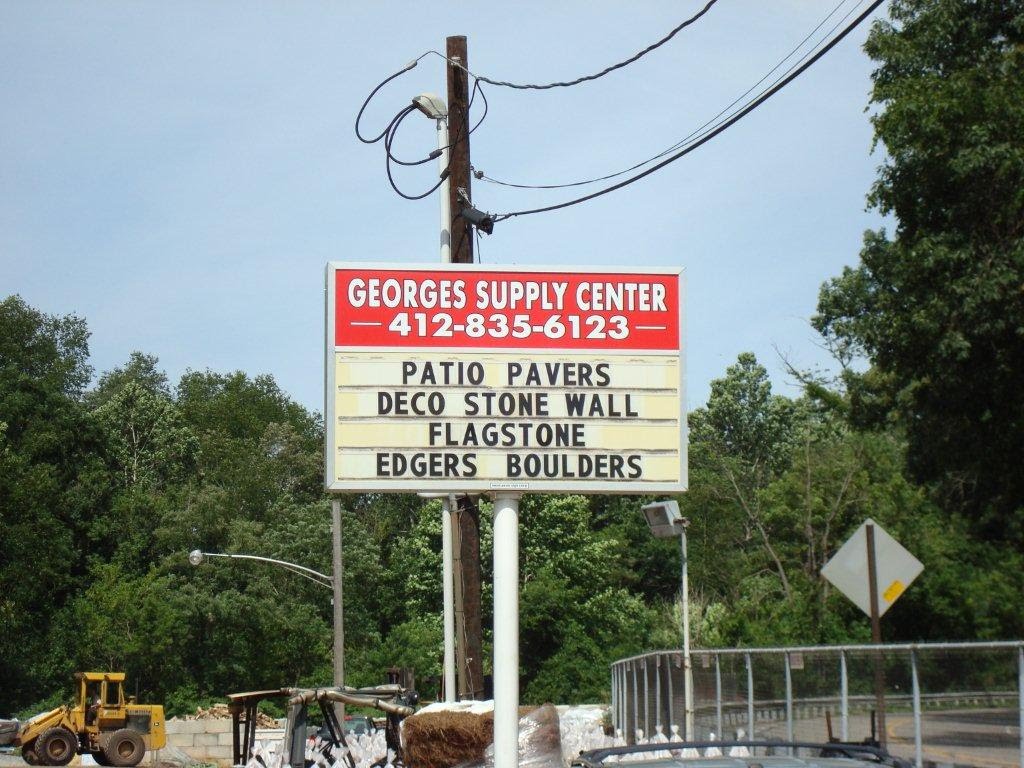 GEORGES SUPPLY CENTER
412-835-6123
PATIO PAVERS
DECO STONE WALL
FLAGSTONE
EDGERS BOULDERS